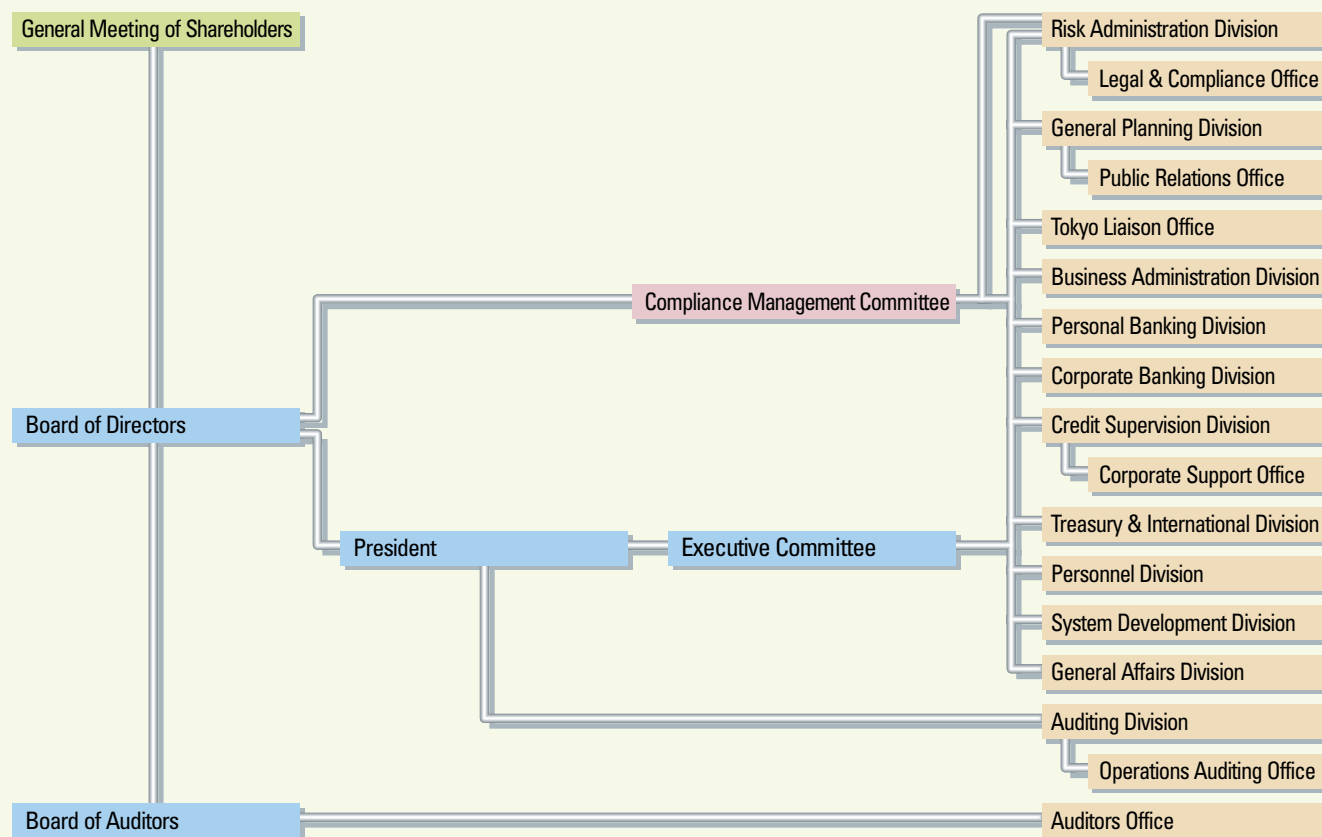 General Meeting of Shareholders
Risk Administration Division
Legal & Compliance Office
General Planning Division
Public Relations Office
Tokyo Liaison Office
Business Administration Division
Compliance Management Committee
Personal Banking Division
Corporate Banking Division
Board of Directors
Credit Supervision Division
Corporate Support Office
Treasury & International Division
President
Executive Committee
Personnel Division
System Development Division
General Affairs Division
Auditing Division
Operations Auditing Office
Board of Auditors
Auditors Office